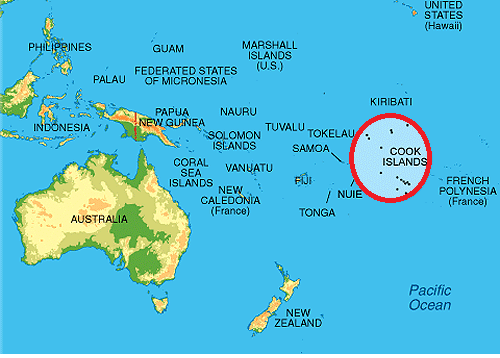 UNITED
STATES
(Hawaii)
PHILIPPINES
GUAM
MARSHALL
ISLANDS
(U.S.)
PALAU
FEDERATED STATES
OF MICRONESIA
KIRIBATI
PAPUA
NEW GUINEA
NAURU
INDONESIA
SOLOMON
ISLANDS
TUVALU
TOKELAU
SAMOA
COOK
ISLANDS
CORAL
SEA
ISLANDS
VANUATU
FIJI
NUIE
FRENCH
POLYNESIA
(France)
NEW
CALEDONIA
(France)
TONGA
AUSTRALIA
Pacific
Ocean
NEW
ZEALAND